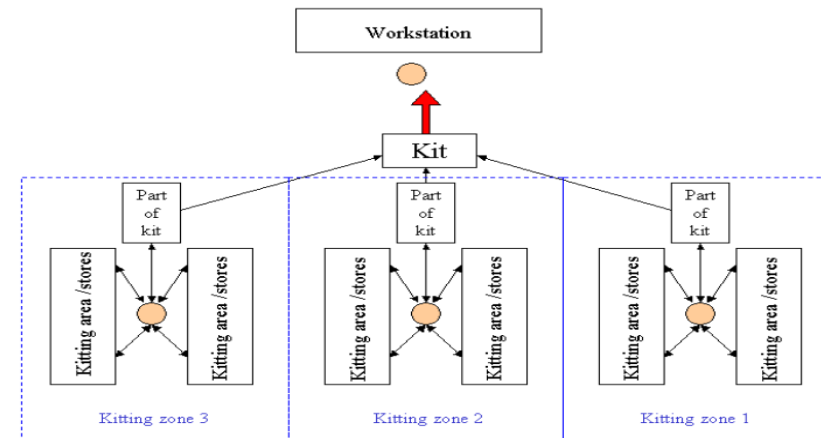 Workstation
Kit
Part
of
kit
Part
of
kit
Part
of
kit
Kitting area /stores
Kitting area /stores
Kitting area /stores
Kitting area /stores
Kitting area /stores
Kitting area /stores
Kitting zone 3
Kitting zone 2
Kitting zone 1